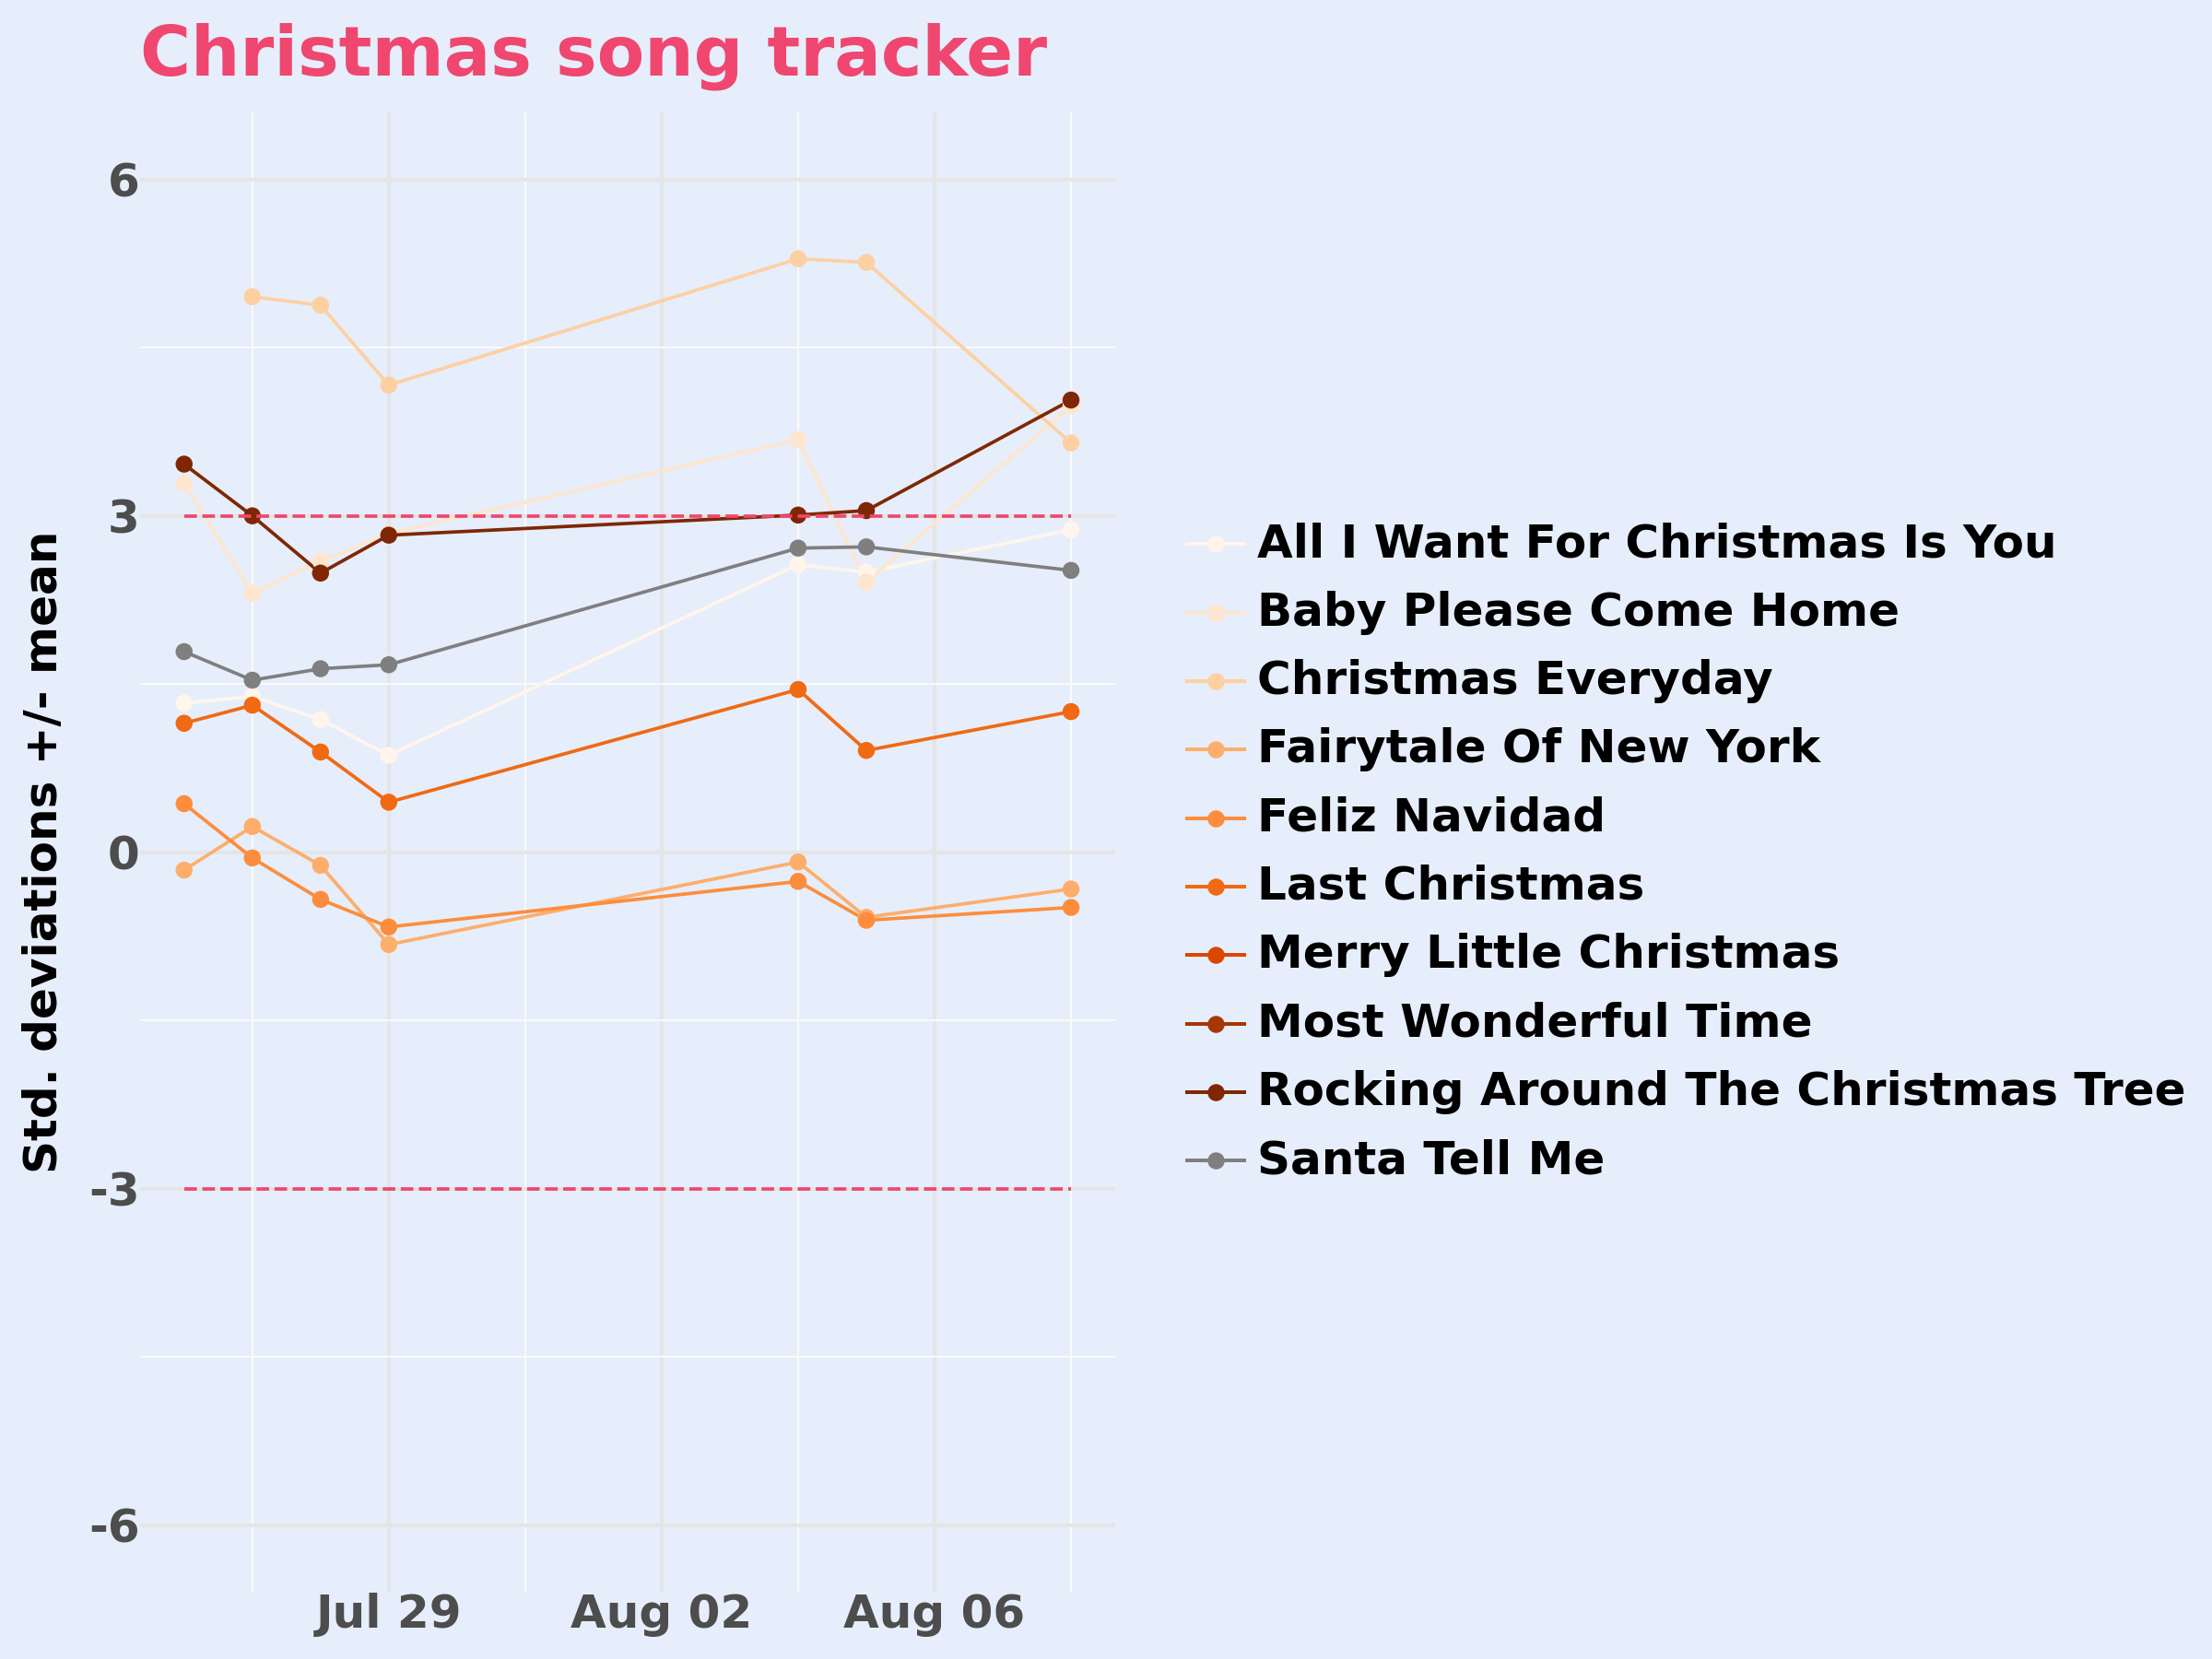 Christmas song tracker
Std. deviations +/- mean
6
3
0
-3
-6
Jul 29
Aug 02
Aug 06
All I Want For Christmas Is You
Baby Please Come Home
Christmas Everyday
Fairytale Of New York
Feliz Navidad
Last Christmas
Merry Little Christmas
Most Wonderful Time
Rocking Around The Christmas Tree
Santa Tell Me